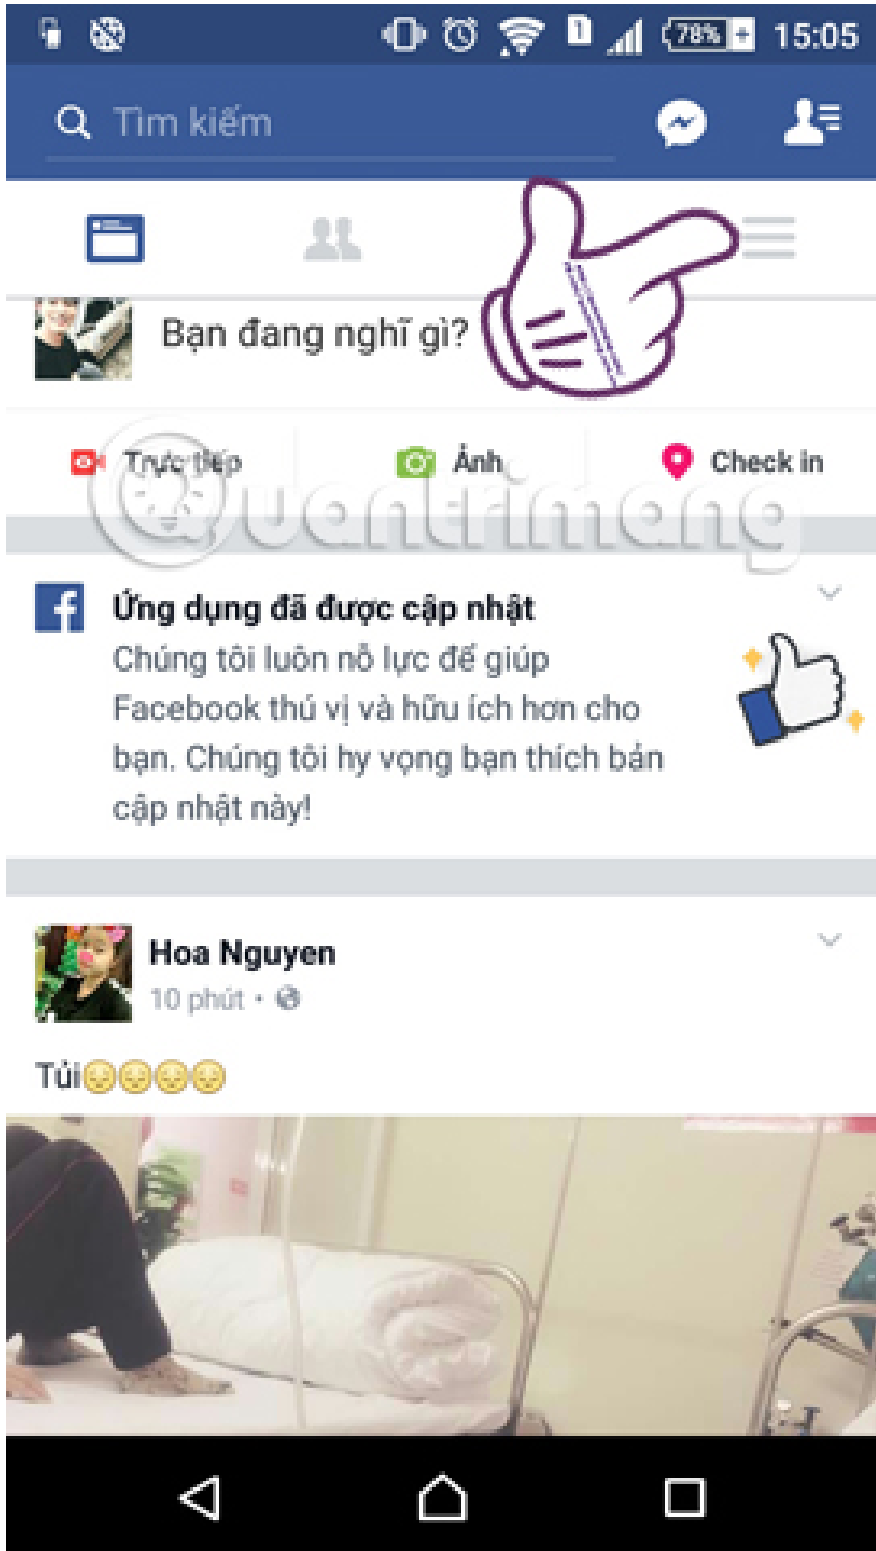 1
78%
15:05
Tìm kiếm
Bạn đang nghĩ gì?
Trực tiếp
Ảnh
Check in
Quantrimang
Ứng dụng đã được cập nhật
Chúng tôi luôn nỗ lực để giúp
Facebook thú vị và hữu ích hơn cho
bạn. Chúng tôi hy vọng bạn thích bản
cập nhật này!
Hoa Nguyen
10 phút
Tủi